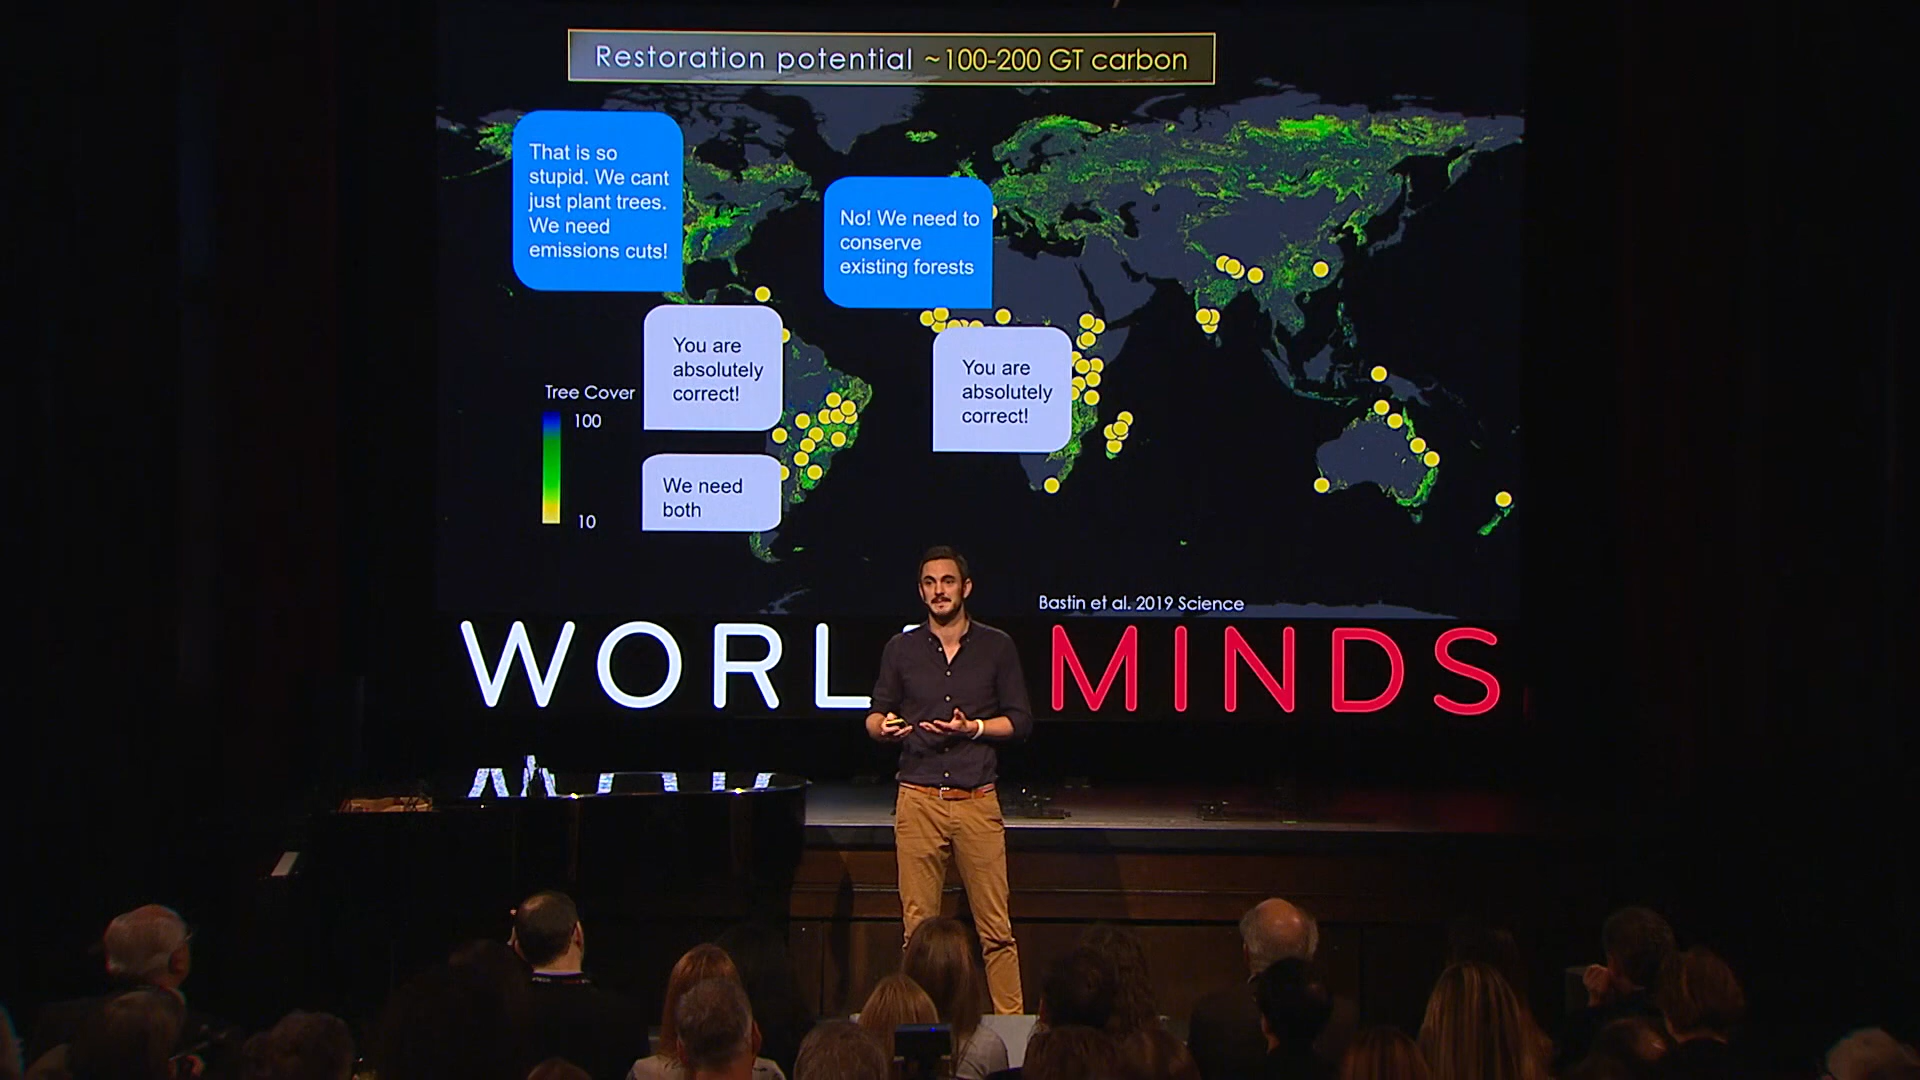 Restoration potential ~100-200 GT carbon
That is so
stupid. We cant
just plant trees.
We need
emissions cuts!
No! We need to
conserve
existing forests
You are
absolutely
correct!
You are
absolutely
correct!
Tree Cover
100
10
We need
both
Bastin et al. 2019 Science
WORL MINDS